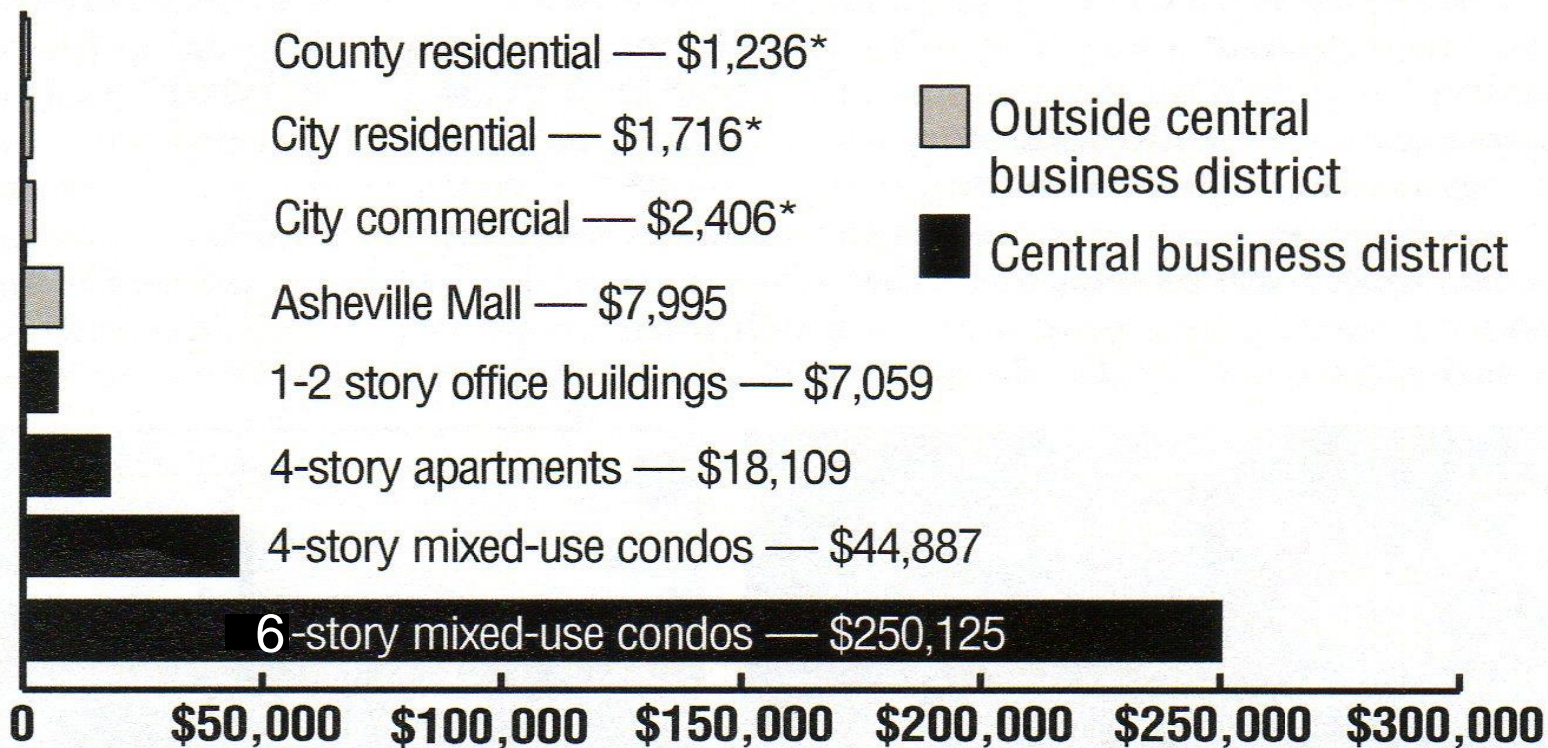 County residential — $1,236*
City residential — $1,716*
City commercial — $2,406*
Asheville Mall — $7,995
1-2 story office buildings — $7,059
4-story apartments — $18,109
4-story mixed-use condos — $44,887
6-story mixed-use condos — $250,125
Outside central
business district
Central business district
0 $50,000 $100,000 $150,000 $200,000 $250,000 $300,000